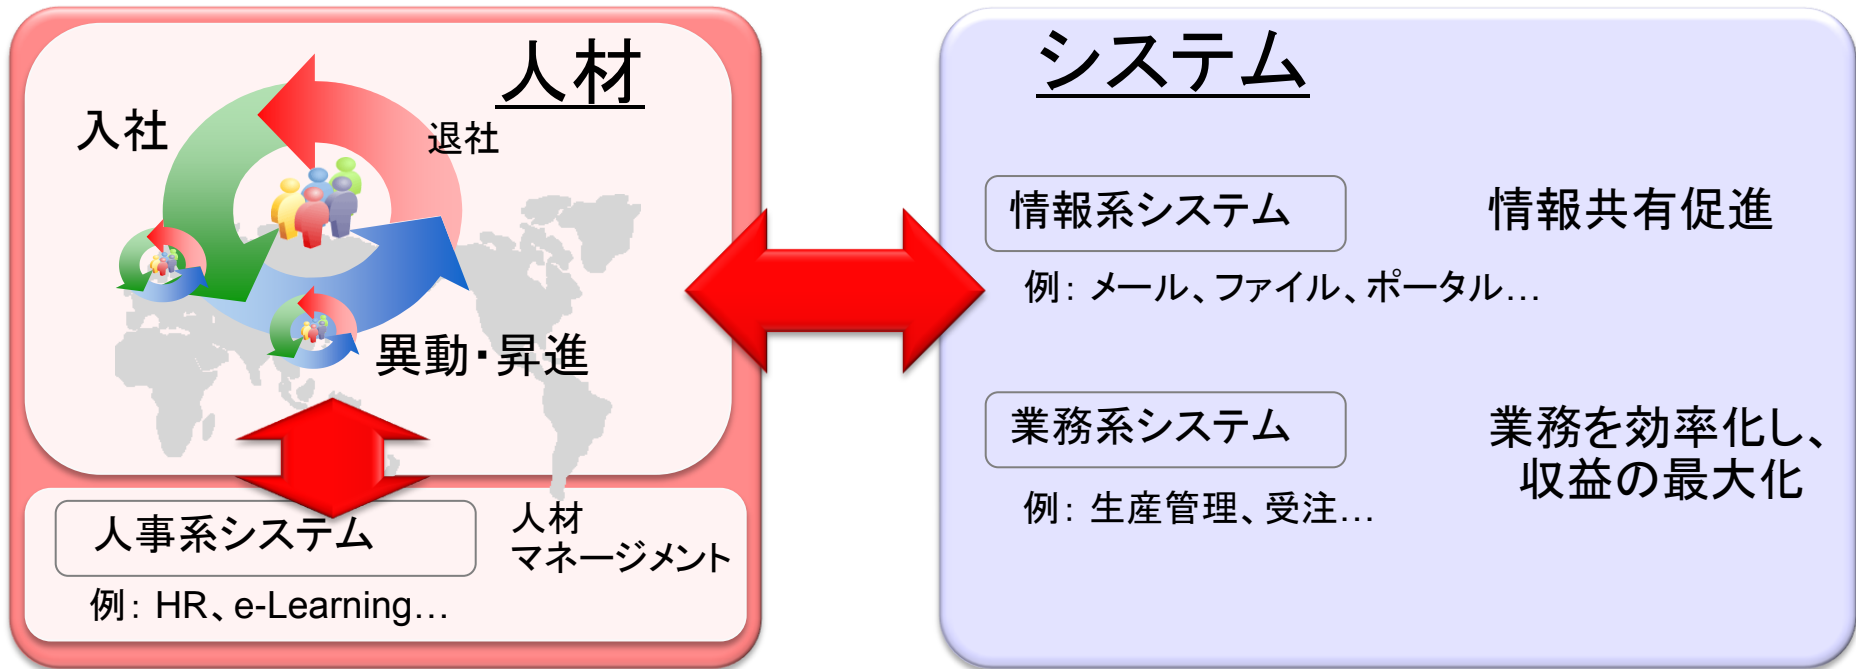 人材
入社
退社
異動・昇進
人事系システム
人材
マネージメント
例： HR、e-Learning…
システム
情報系システム
情報共有促進
例： メール、ファイル、ポータル…
業務系システム
業務を効率化し、
収益の最大化
例： 生産管理、受注…